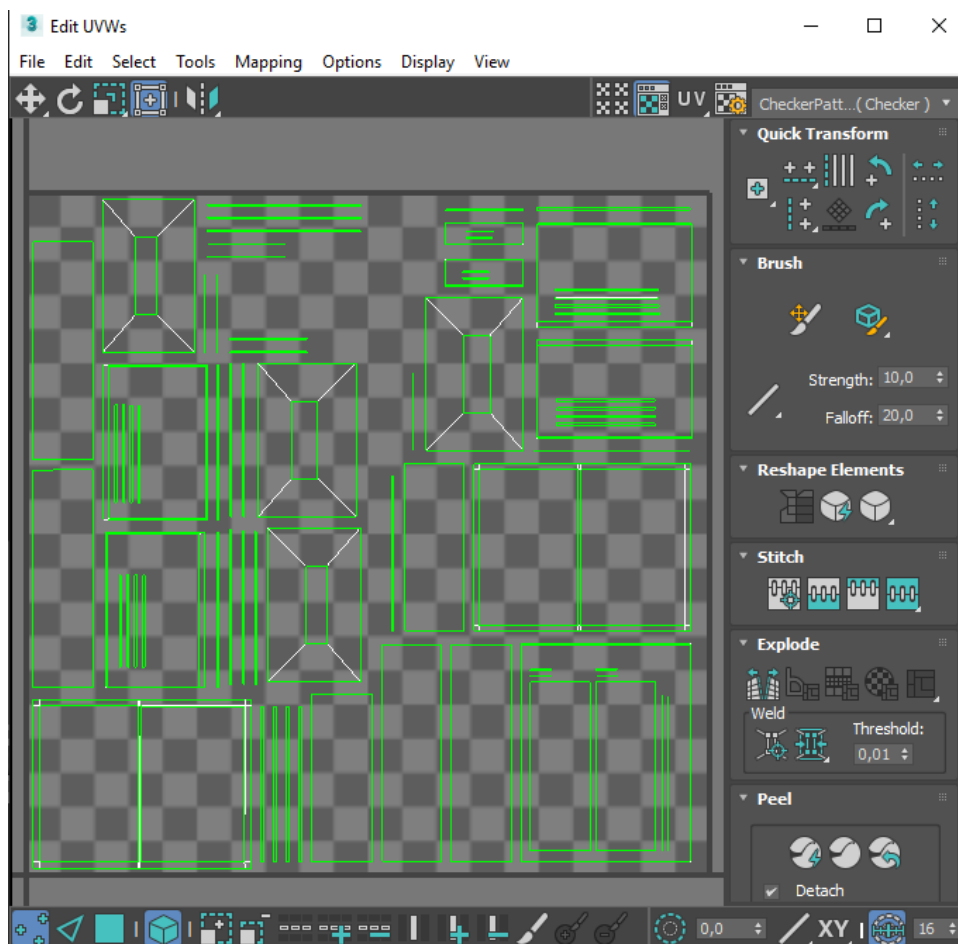 3 Edit UVWs
File Edit Select Tools Mapping Options Display View
UV CheckerPatt...( Checker )
Quick Transform
Brush
Strength: 10,0
Falloff: 20,0
Reshape Elements
Stitch
Explode
Weld
Threshold:
0,01
Peel
Detach
0,0 XY 16